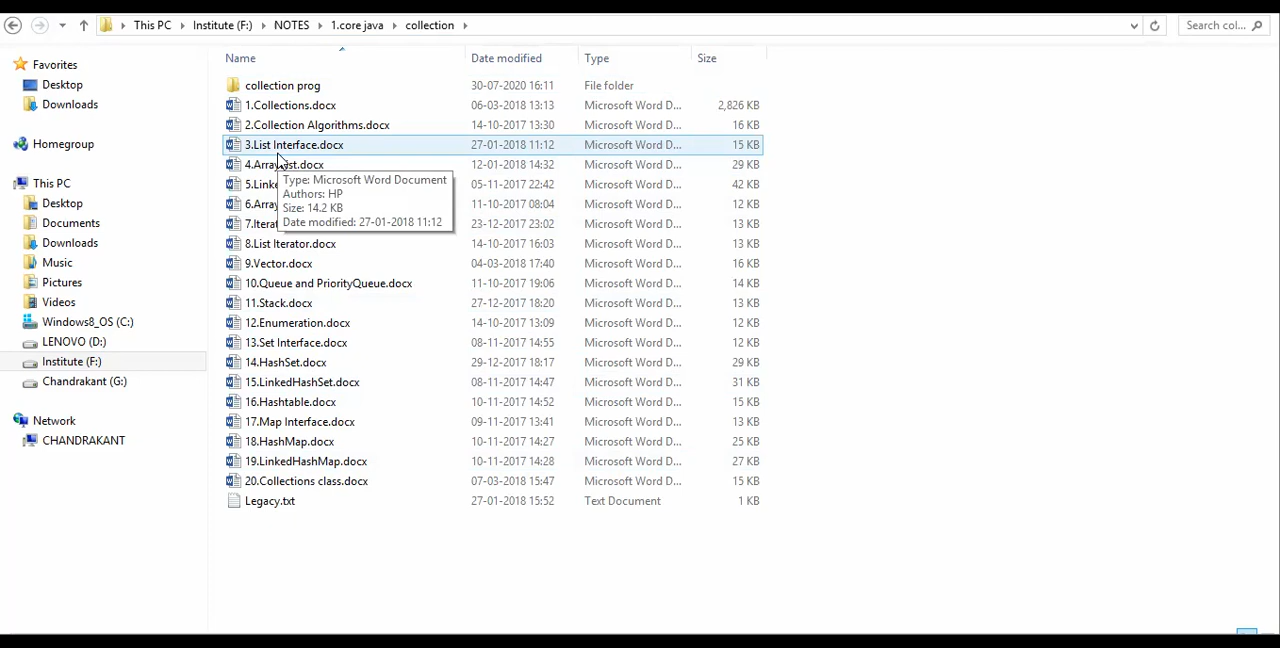 This PC Institute (F:) NOTES 1.core java collection Search col...
Name Date modified Type Size
Favorites
Desktop
Downloads
Homegroup
This PC
Desktop
Documents
Downloads
Music
Pictures
Videos
Windows8_OS (C:)
LENOVO (D:)
Institute (F:)
Chandrakant (G:)
Network
CHANDRAKANT
collection prog 30-07-2020 16:11 File folder
1.Collections.docx 06-03-2018 13:13 Microsoft Word D... 2,826 KB
2.Collection Algorithms.docx 14-10-2017 13:30 Microsoft Word D... 16 KB
3.List Interface.docx 27-01-2018 11:12 Microsoft Word D... 15 KB
4.ArrayList.docx 12-01-2018 14:32 Microsoft Word D... 29 KB
5.Linke 05-11-2017 22:42 Microsoft Word D... 42 KB
6.Array 11-10-2017 08:04 Microsoft Word D... 12 KB
7.Iterat 23-12-2017 23:02 Microsoft Word D... 13 KB
8.List Iterator.docx 14-10-2017 16:03 Microsoft Word D... 13 KB
9.Vector.docx 04-03-2018 17:40 Microsoft Word D... 16 KB
10.Queue and PriorityQueue.docx 11-10-2017 19:06 Microsoft Word D... 14 KB
11.Stack.docx 27-12-2017 18:20 Microsoft Word D... 13 KB
12.Enumeration.docx 14-10-2017 13:09 Microsoft Word D... 12 KB
13.Set Interface.docx 08-11-2017 14:55 Microsoft Word D... 12 KB
14.HashSet.docx 29-12-2017 18:17 Microsoft Word D... 29 KB
15.LinkedHashSet.docx 08-11-2017 14:47 Microsoft Word D... 31 KB
16.Hashtable.docx 10-11-2017 14:52 Microsoft Word D... 15 KB
17.Map Interface.docx 09-11-2017 13:41 Microsoft Word D... 13 KB
18.HashMap.docx 10-11-2017 14:27 Microsoft Word D... 25 KB
19.LinkedHashMap.docx 10-11-2017 14:28 Microsoft Word D... 27 KB
20.Collections class.docx 07-03-2018 15:47 Microsoft Word D... 15 KB
Legacy.txt 27-01-2018 15:52 Text Document 1 KB
Type: Microsoft Word Document
Authors: HP
Size: 14.2 KB
Date modified: 27-01-2018 11:12